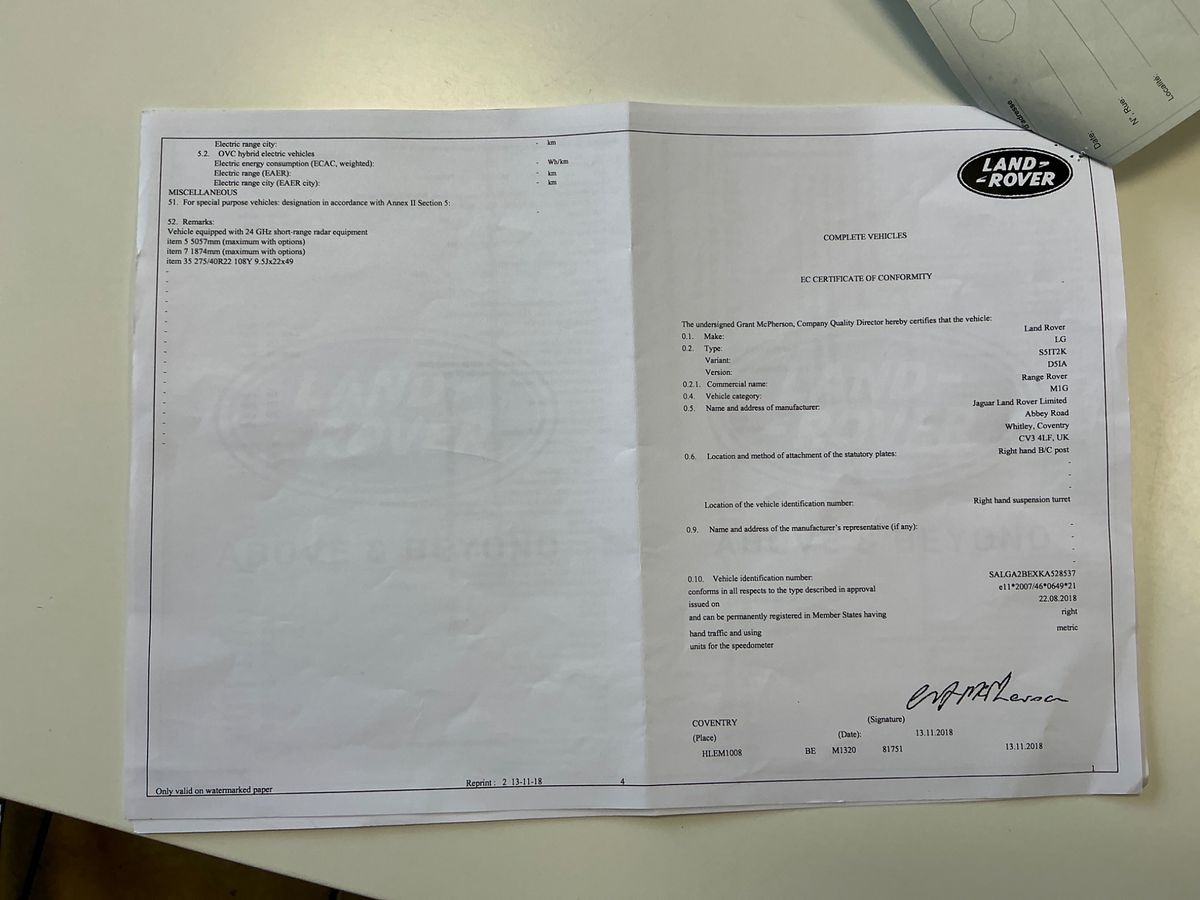 Electric range city: - km
5.2. OVC hybrid electric vehicles
Electric energy consumption (ECAC, weighted): - Wh/km
Electric range (EAER): - km
Electric range city (EAER city): - km
MISCELLANEOUS
51. For special purpose vehicles: designation in accordance with Annex II Section 5:
-
52. Remarks:
Vehicle equipped with 24 GHz short-range radar equipment
item 5 5057mm (maximum with options)
item 7 1874mm (maximum with options)
item 35 275/40R22 108Y 9.5Jx22x49
Only valid on watermarked paper
Reprint : 2 13-11-18
4
LAND-
-ROVER
COMPLETE VEHICLES
EC CERTIFICATE OF CONFORMITY
The undersigned Grant McPherson, Company Quality Director hereby certifies that the vehicle:
0.1. Make: Land Rover
0.2. Type: LG
Variant: S5IT2K
Version: D5IA
0.2.1. Commercial name: Range Rover
0.4. Vehicle category: M1G
0.5. Name and address of manufacturer: Jaguar Land Rover Limited
Abbey Road
Whitley, Coventry
CV3 4LF, UK
0.6. Location and method of attachment of the statutory plates: Right hand B/C post
Location of the vehicle identification number: Right hand suspension turret
0.9. Name and address of the manufacturer's representative (if any): -
0.10. Vehicle identification number: SALGA2BEXKA528537
conforms in all respects to the type described in approval e11*2007/46*0649*21
issued on 22.08.2018
and can be permanently registered in Member States having right
hand traffic and using metric
units for the speedometer
COVENTRY
(Signature)
(Place)
(Date): 13.11.2018
HLEM1008 BE M1320 81751 13.11.2018
1
ABOVE & BEYOND
d'adresse
Date:
N° Rue:
Localité: